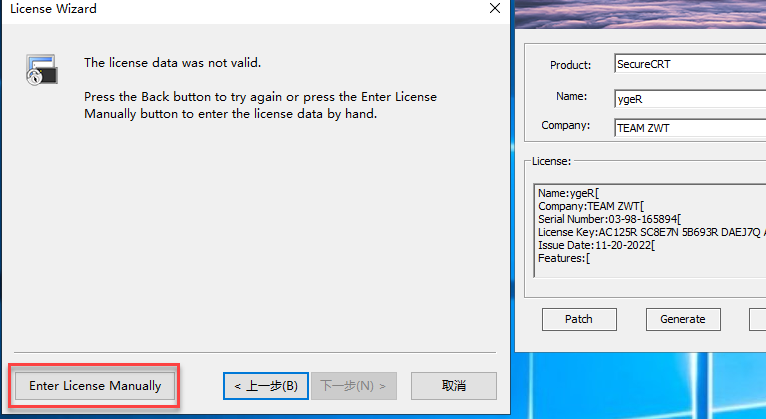 License Wizard
The license data was not valid.
Press the Back button to try again or press the Enter License
Manually button to enter the license data by hand.
Enter License Manually
< 上一步(B)
下一步(N) >
取消
Product:
SecureCRT
Name:
ygeR
Company:
TEAM ZWT
License:
Name:ygeR[
Company:TEAM ZWT[
Serial Number:03-98-165894[
License Key:AC125R SC8E7N 5B693R DAEJ7Q
Issue Date:11-20-2022[
Features:[
Patch
Generate